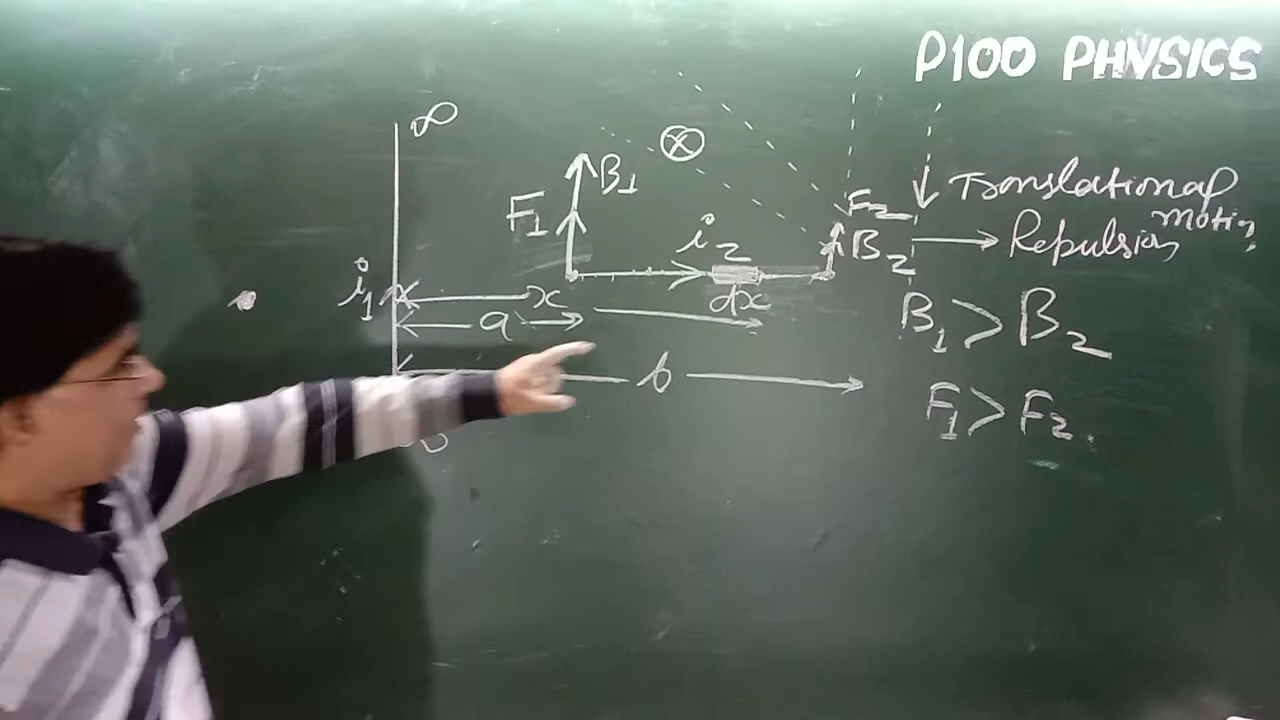 P100 PHYSICS
∞
B₁
F₁
i₁
i₂
dx
x
a
b
∞
F₂
B₂
Translational
motion
Repulsion
B₁ > B₂
F₁ > F₂